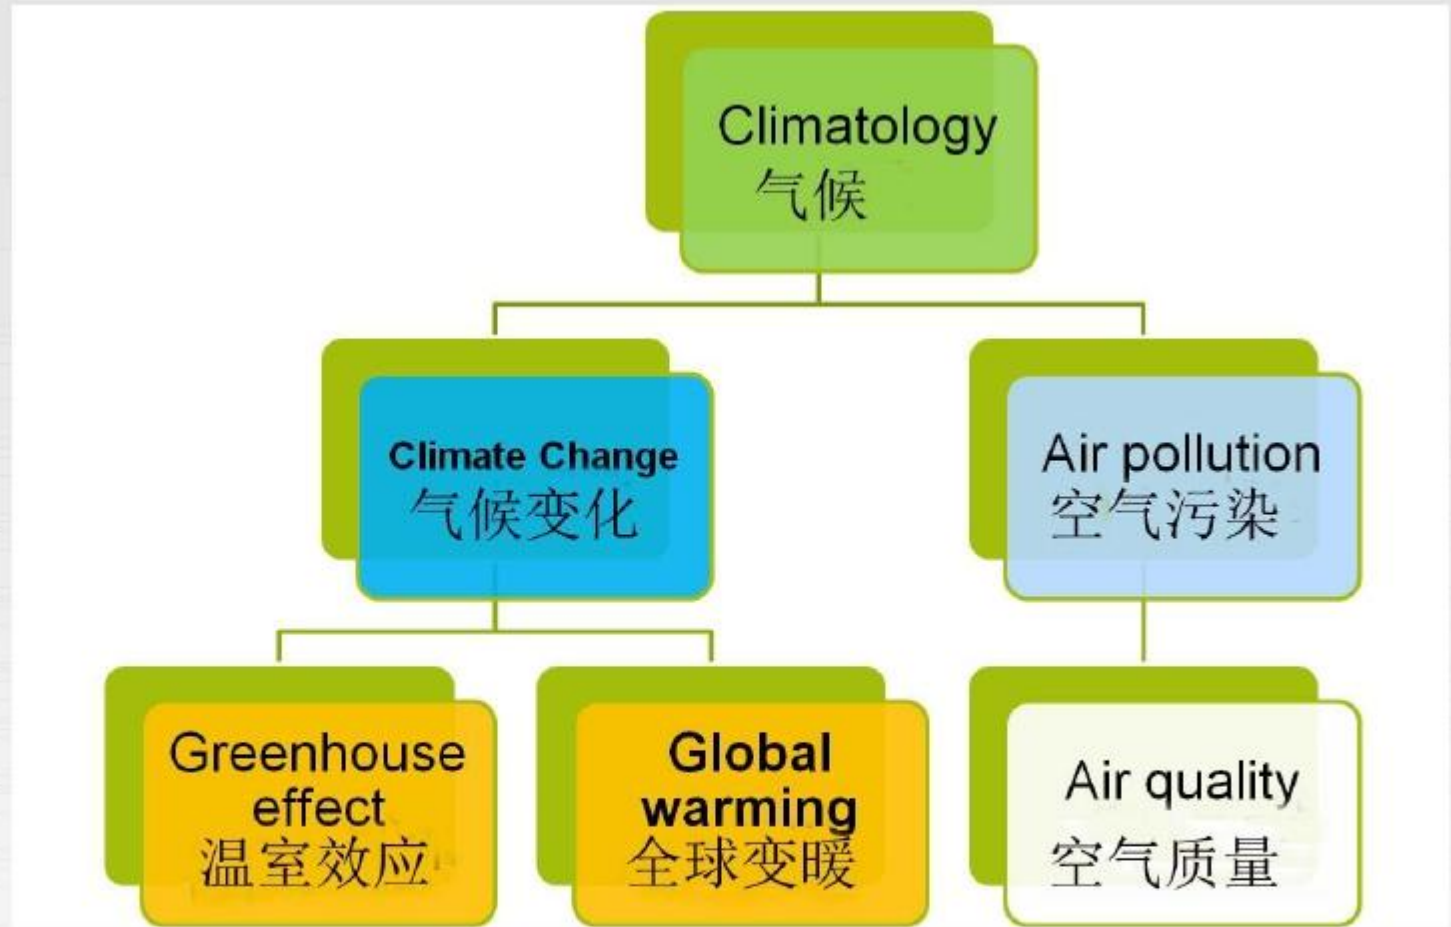 Climatology
气候
Climate Change
气候变化
Air pollution
空气污染
Greenhouse
effect
温室效应
Global
warming
全球变暖
Air quality
空气质量